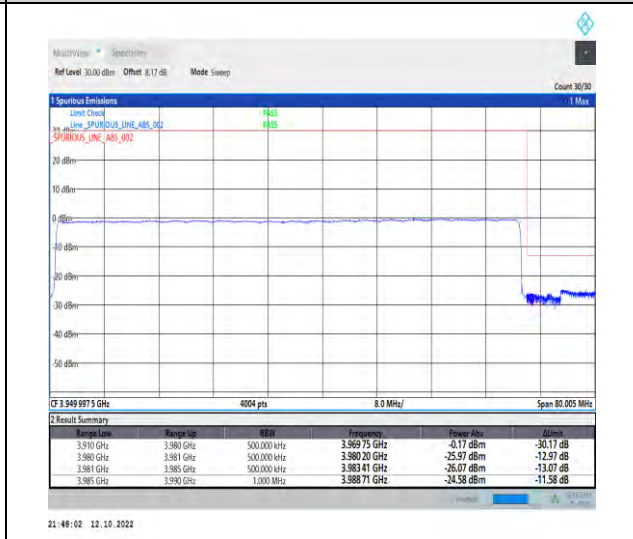 MultiView Spectrum
Ref Level 30.00 dBm Offset 8.17 dB Mode Sweep
Count 30/30
1 Spurious Emissions 1 Max
Limit Check PASS
Line _SPURIOUS_LINE_ABS_002 PASS
30 dBm
_SPURIOUS_LINE_ABS_002
20 dBm
10 dBm
0 dBm
-10 dBm
-20 dBm
-30 dBm
-40 dBm
-50 dBm
CF 3.949 997 5 GHz 4004 pts 8.0 MHz/ Span 80.005 MHz
2 Result Summary
Range Low Range Up RBW Frequency Power Abs ΔLimit
3.910 GHz 3.980 GHz 500.000 kHz 3.969 75 GHz -0.17 dBm -30.17 dB
3.980 GHz 3.981 GHz 500.000 kHz 3.980 20 GHz -25.97 dBm -12.97 dB
3.981 GHz 3.985 GHz 500.000 kHz 3.983 41 GHz -26.07 dBm -13.07 dB
3.985 GHz 3.990 GHz 1.000 MHz 3.988 71 GHz -24.58 dBm -11.58 dB
21:48:02 12.10.2022